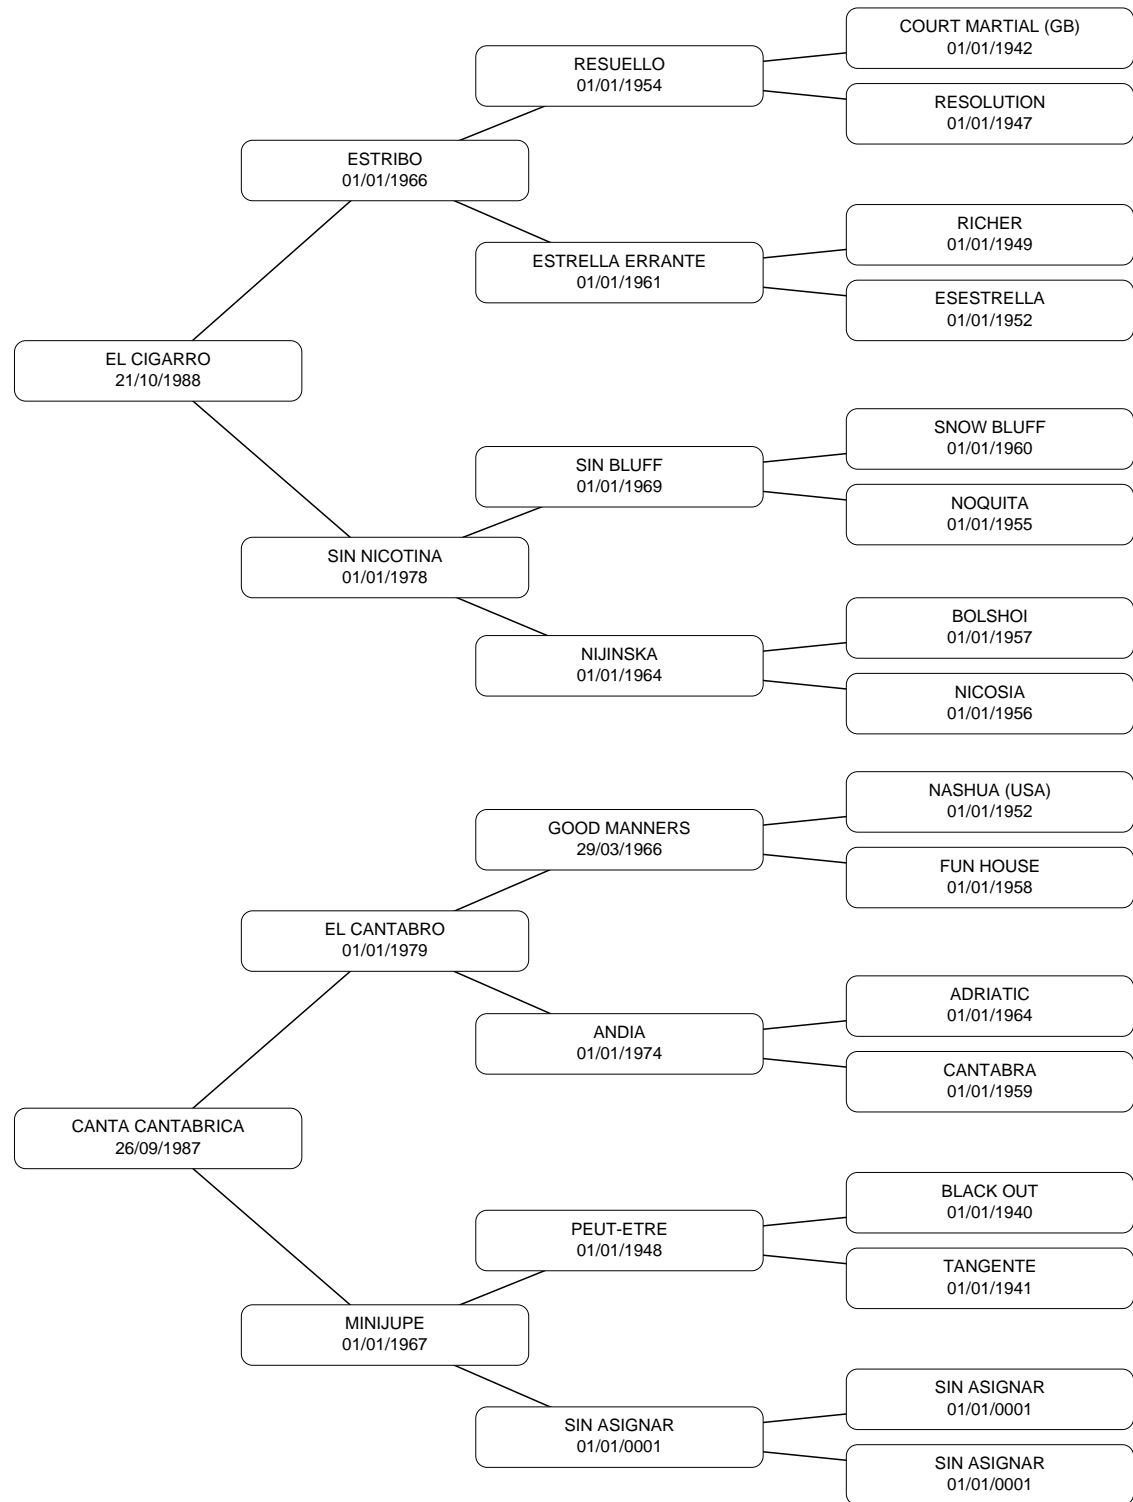 COURT MARTIAL (GB)
01/01/1942
RESUELLO
01/01/1954
RESOLUTION
01/01/1947
ESTRIBO
01/01/1966
RICHER
01/01/1949
ESTRELLA ERRANTE
01/01/1961
ESESTRELLA
01/01/1952
EL CIGARRO
21/10/1988
SNOW BLUFF
01/01/1960
SIN BLUFF
01/01/1969
NOQUITA
01/01/1955
SIN NICOTINA
01/01/1978
BOLSHOI
01/01/1957
NIJINSKA
01/01/1964
NICOSIA
01/01/1956
NASHUA (USA)
01/01/1952
GOOD MANNERS
29/03/1966
FUN HOUSE
01/01/1958
EL CANTABRO
01/01/1979
ADRIATIC
01/01/1964
ANDIA
01/01/1974
CANTABRA
01/01/1959
CANTA CANTABRICA
26/09/1987
BLACK OUT
01/01/1940
PEUT-ETRE
01/01/1948
TANGENTE
01/01/1941
MINIJUPE
01/01/1967
SIN ASIGNAR
01/01/0001
SIN ASIGNAR
01/01/0001
SIN ASIGNAR
01/01/0001